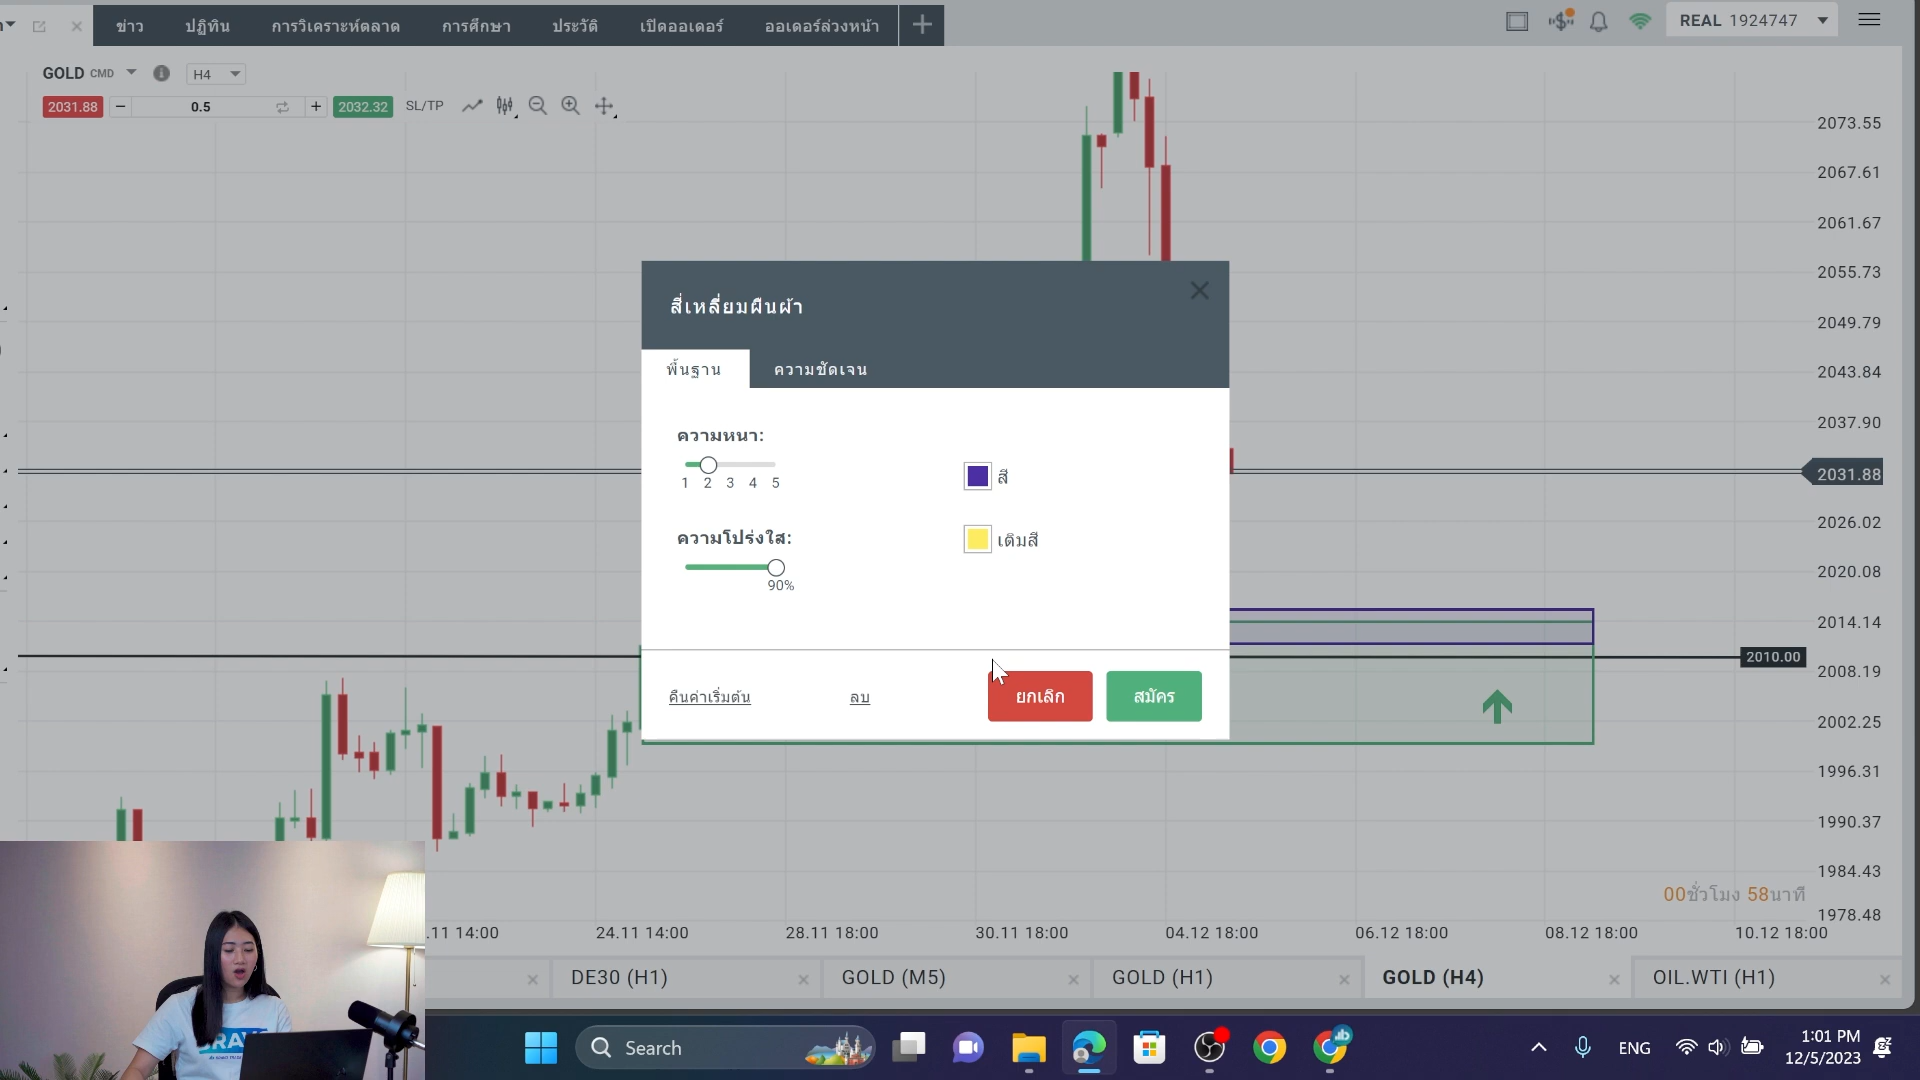 ข่าว
ปฏิทิน
การวิเคราะห์ตลาด
การศึกษา
ประวัติ
เปิดออเดอร์
ออเดอร์ล่วงหน้า
REAL 1924747
GOLD CMD
H4
2031.88
0.5
2032.32
SL/TP
2073.55
2067.61
2061.67
2055.73
2049.79
2043.84
2037.90
2031.88
2026.02
2020.08
2014.14
2010.00
2008.19
2002.25
1996.31
1990.37
1984.43
1978.48
สี่เหลี่ยมผืนผ้า
พื้นฐาน
ความชัดเจน
ความหนา:
1 2 3 4 5
สี
ความโปร่งใส:
90%
เติมสี
คืนค่าเริ่มต้น
ลบ
ยกเลิก
สมัคร
00ชั่วโมง 58นาที
.11 14:00
24.11 14:00
28.11 18:00
30.11 18:00
04.12 18:00
06.12 18:00
08.12 18:00
10.12 18:00
DE30 (H1)
GOLD (M5)
GOLD (H1)
GOLD (H4)
OIL.WTI (H1)
Search
ENG
1:01 PM
12/5/2023